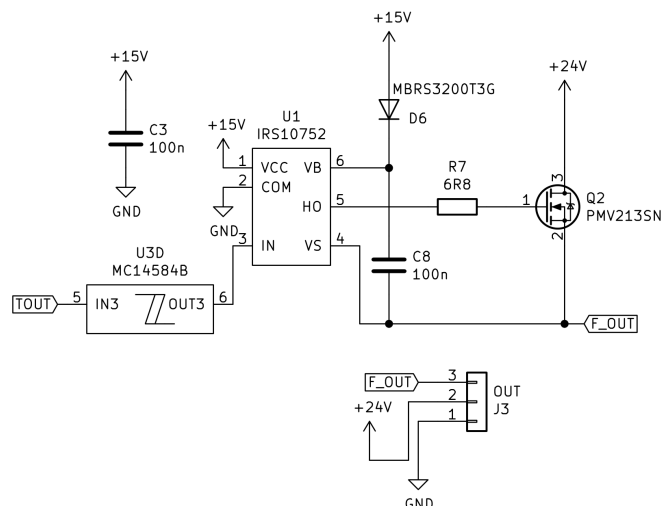 +15V
C3
100n
GND
+15V
U1
IRS10752
1
VCC
VB
6
2
COM
HO
5
3
IN
VS
4
GND
+15V
MBRS3200T3G
D6
R7
6R8
+24V
3
1
2
Q2
PMV213SN
C8
100n
U3D
MC14584B
TOUT
5
IN3
OUT3
6
F_OUT
F_OUT
3
2
1
OUT
J3
+24V
GND